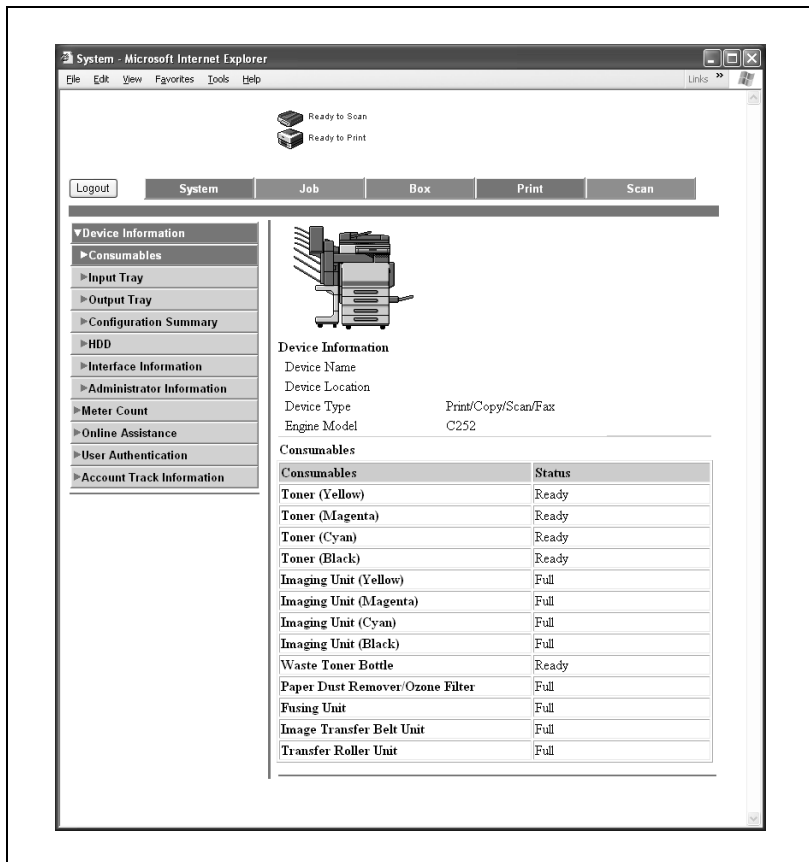 System - Microsoft Internet Explorer
File Edit View Favorites Tools Help
Links »
Ready to Scan
Ready to Print
Logout System Job Box Print Scan
▼Device Information
▶Consumables
▶Input Tray
▶Output Tray
▶Configuration Summary
▶HDD
▶Interface Information
▶Administrator Information
▶Meter Count
▶Online Assistance
▶User Authentication
▶Account Track Information
Device Information
Device Name
Device Location
Device Type Print/Copy/Scan/Fax
Engine Model C252
Consumables
Consumables Status
Toner (Yellow) Ready
Toner (Magenta) Ready
Toner (Cyan) Ready
Toner (Black) Ready
Imaging Unit (Yellow) Full
Imaging Unit (Magenta) Full
Imaging Unit (Cyan) Full
Imaging Unit (Black) Full
Waste Toner Bottle Ready
Paper Dust Remover/Ozone Filter Full
Fusing Unit Full
Image Transfer Belt Unit Full
Transfer Roller Unit Full